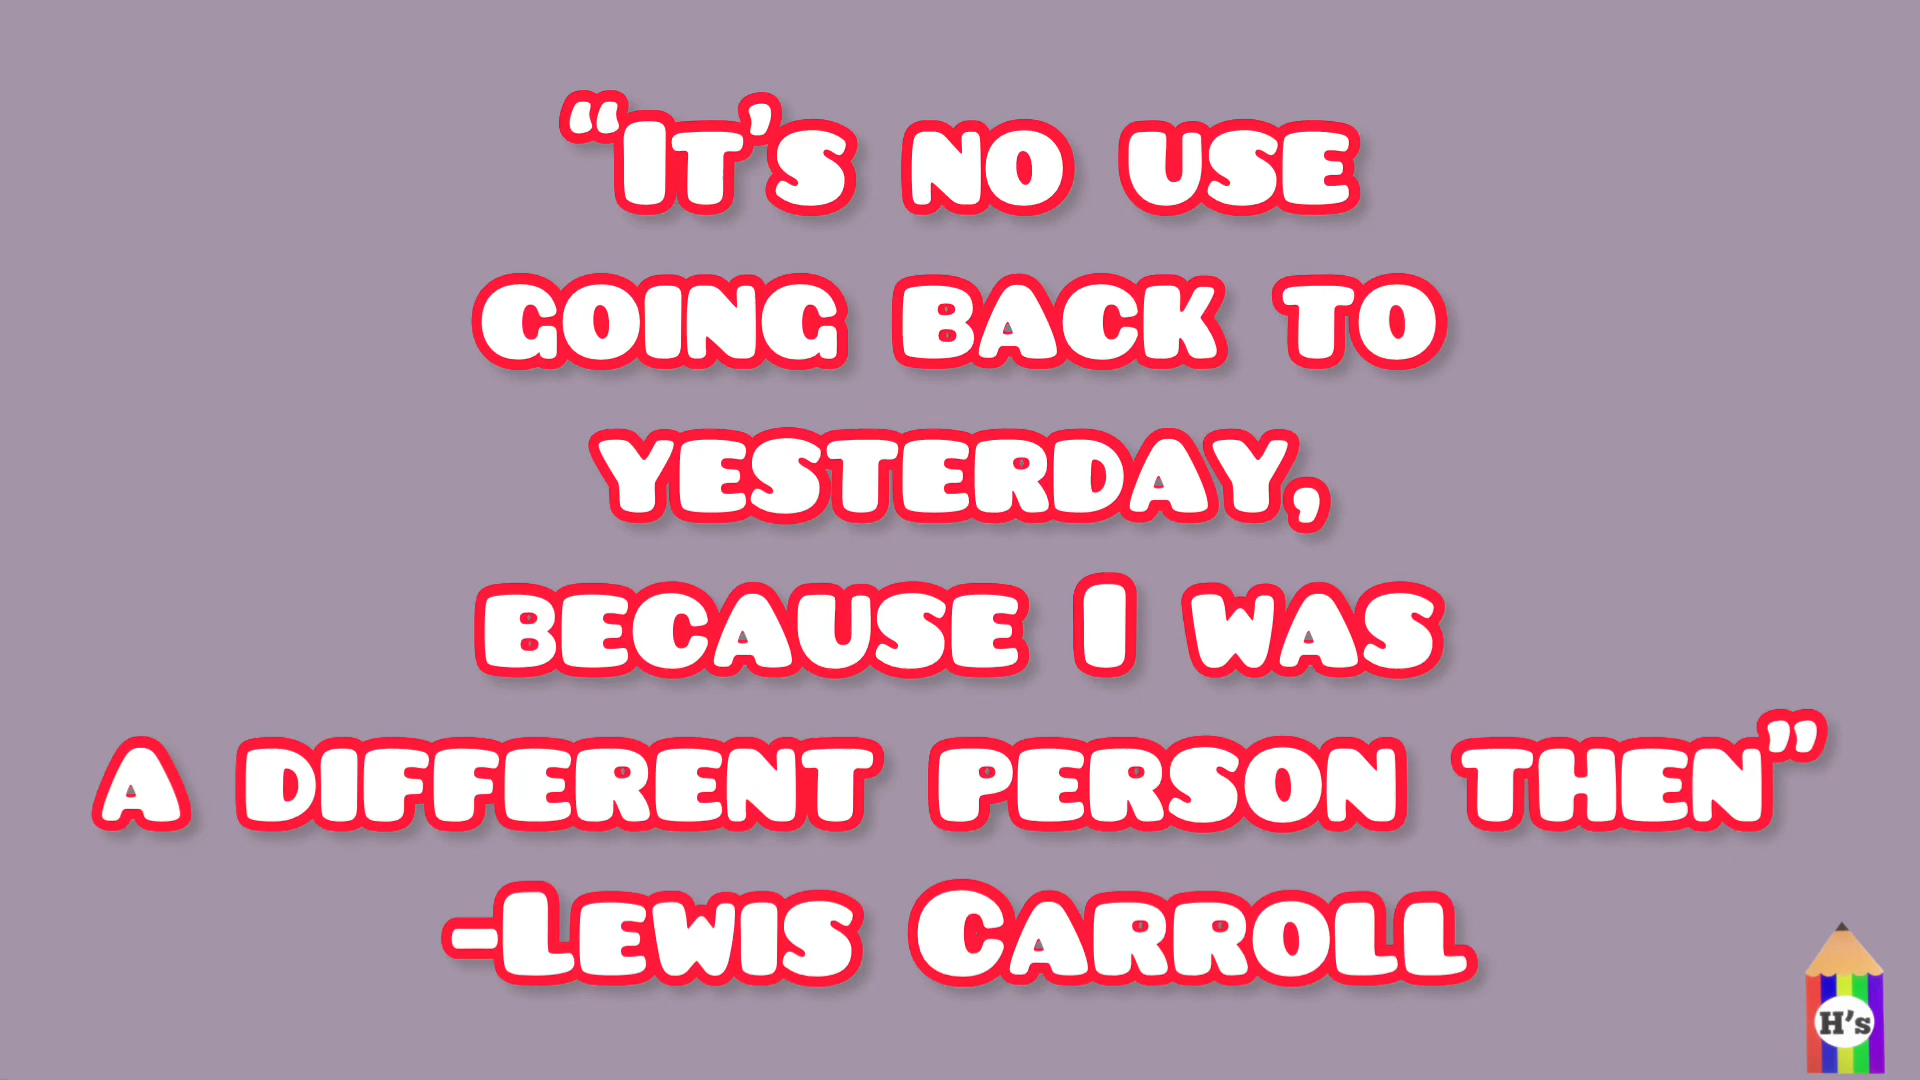 “It’s no use
going back to
yesterday,
because I was
a different person then”
-Lewis Carroll
H’s